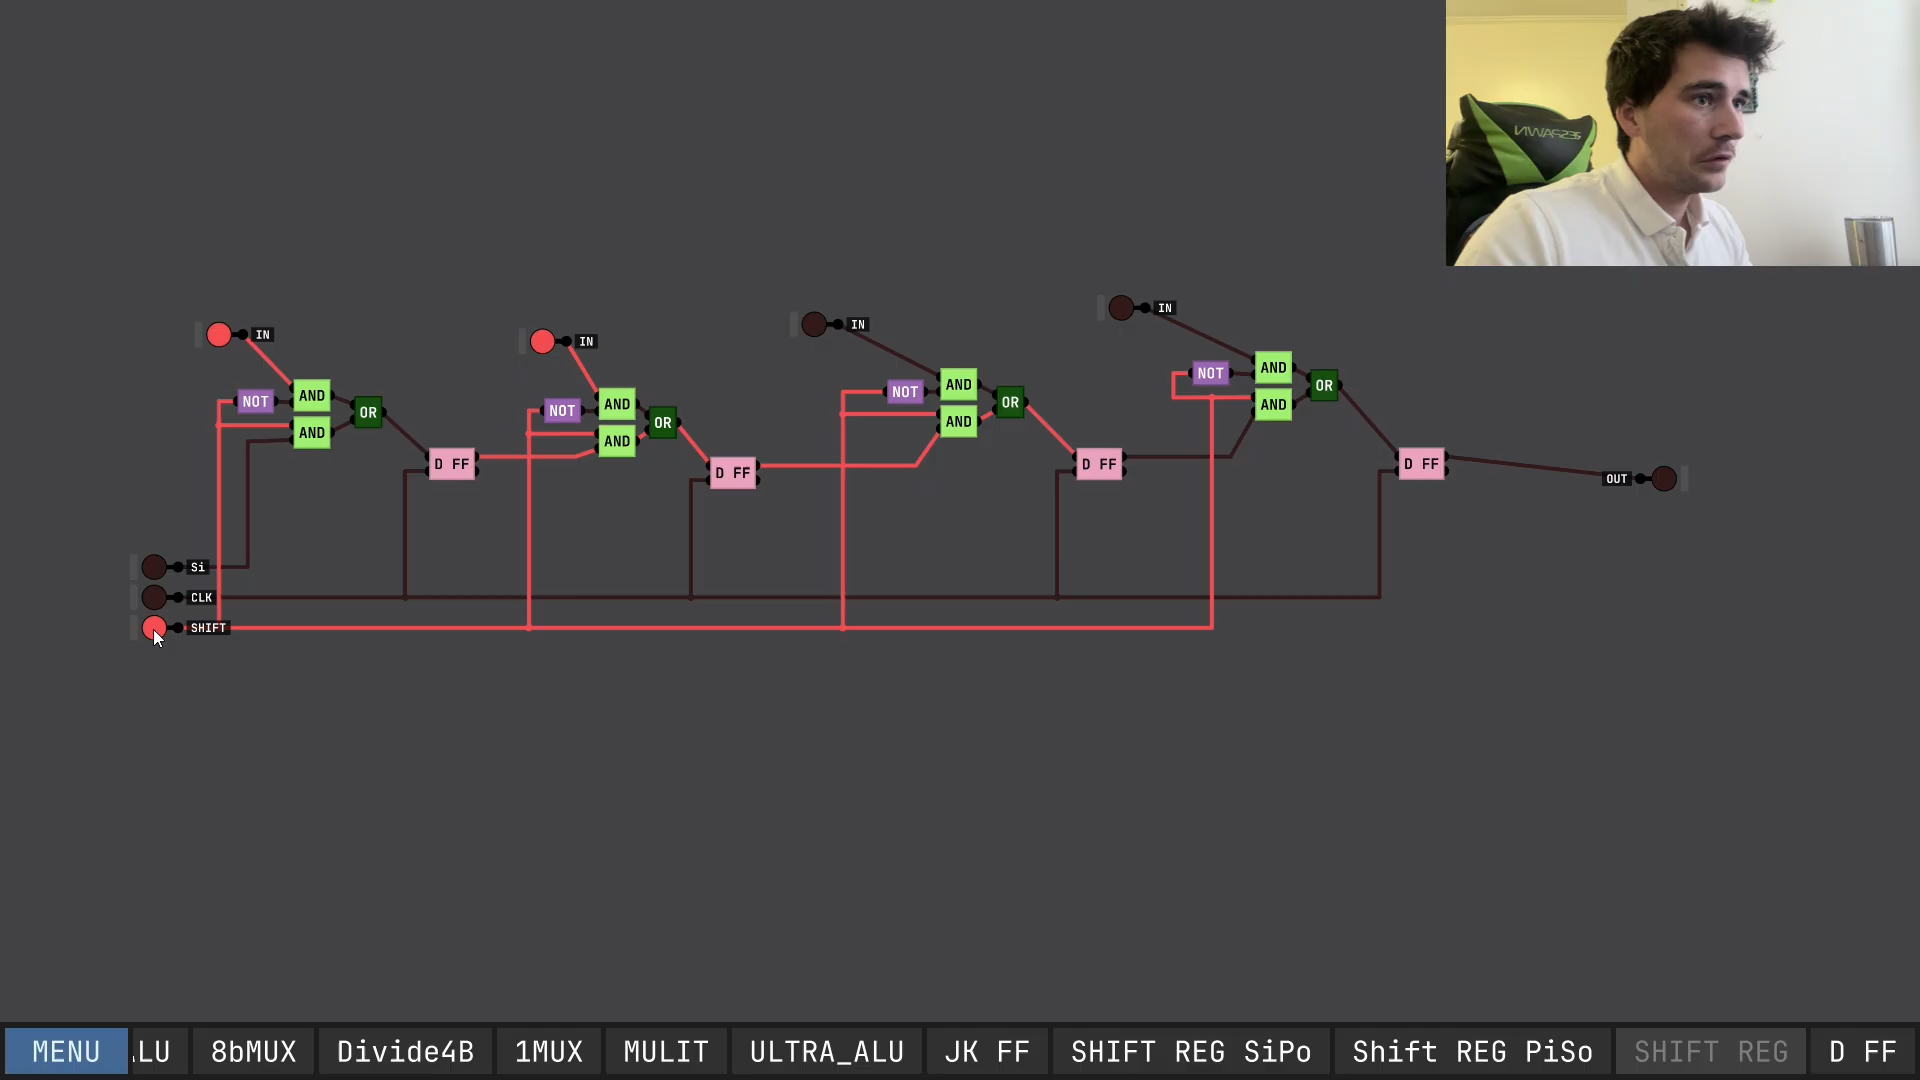 IN
IN
IN
IN
NOT
AND
AND
OR
D FF
NOT
AND
AND
OR
D FF
NOT
AND
AND
OR
D FF
NOT
AND
AND
OR
D FF
OUT
Si
CLK
SHIFT
MENU
LU
8bMUX
Divide4B
1MUX
MULIT
ULTRA_ALU
JK FF
SHIFT REG SiPo
Shift REG PiSo
SHIFT REG
D FF